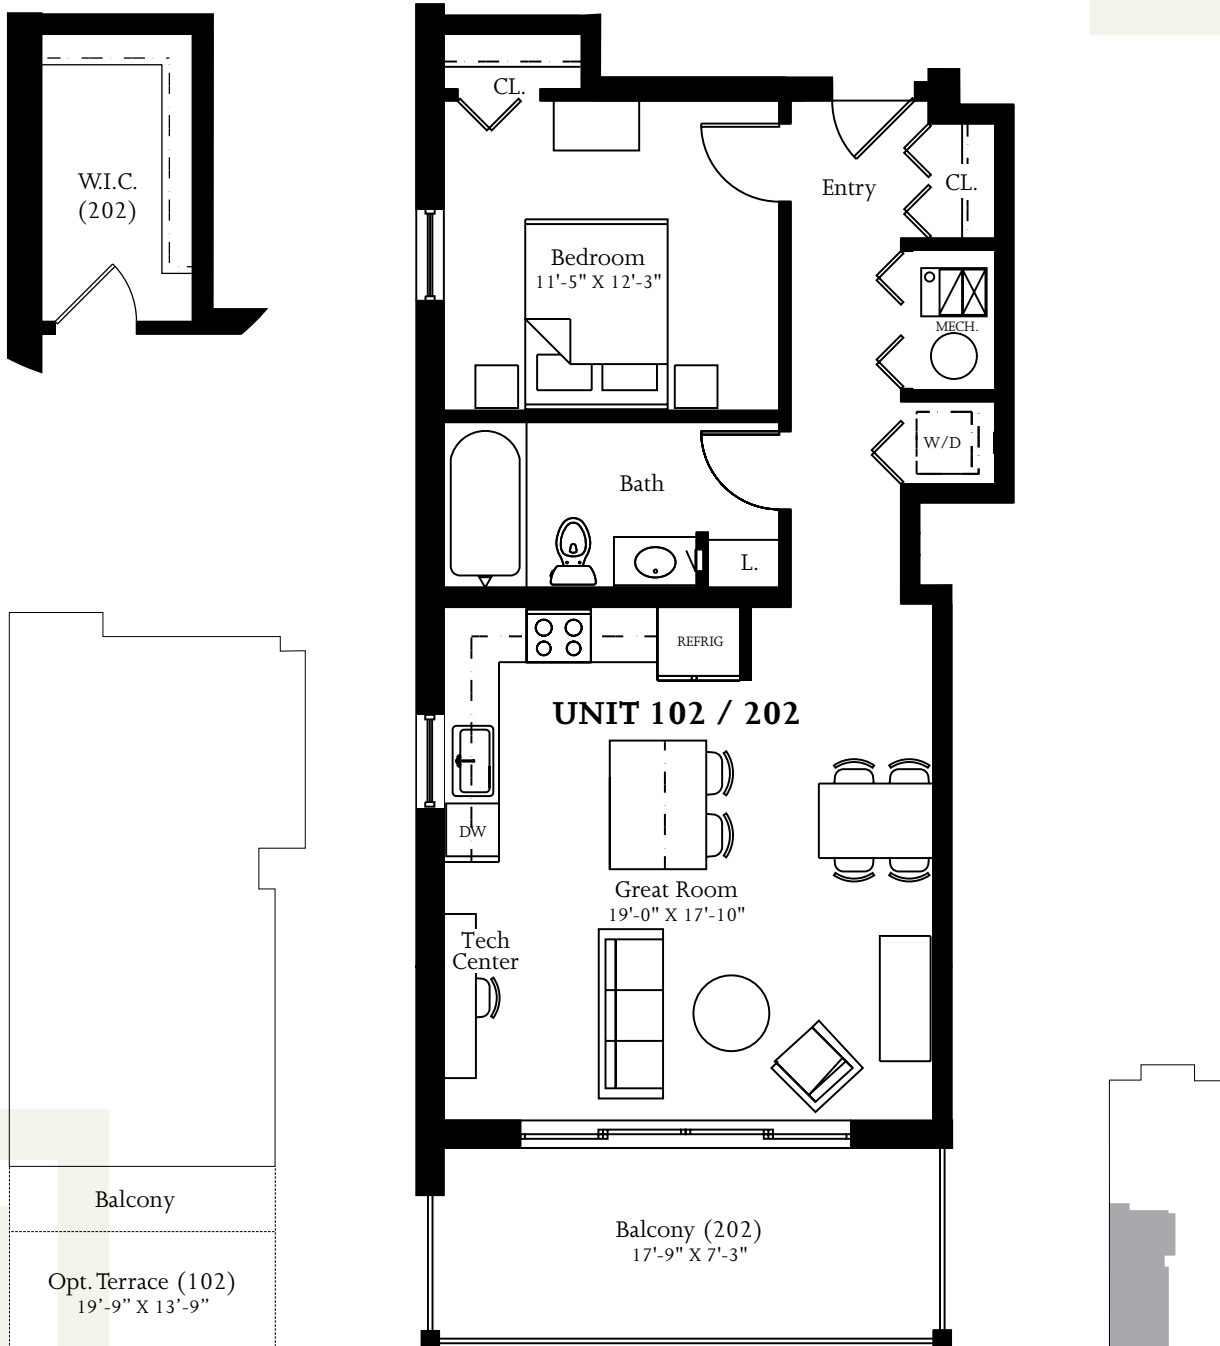 W.I.C.
(202)
CL.
Entry
CL.
Bedroom
11'-5" X 12'-3"
MECH.
W/D
Bath
L.
REFRIG
UNIT 102 / 202
DW
Great Room
19'-0" X 17'-10"
Tech
Center
Balcony (202)
17'-9" X 7'-3"
Balcony
Opt. Terrace (102)
19’-9” X 13’-9”